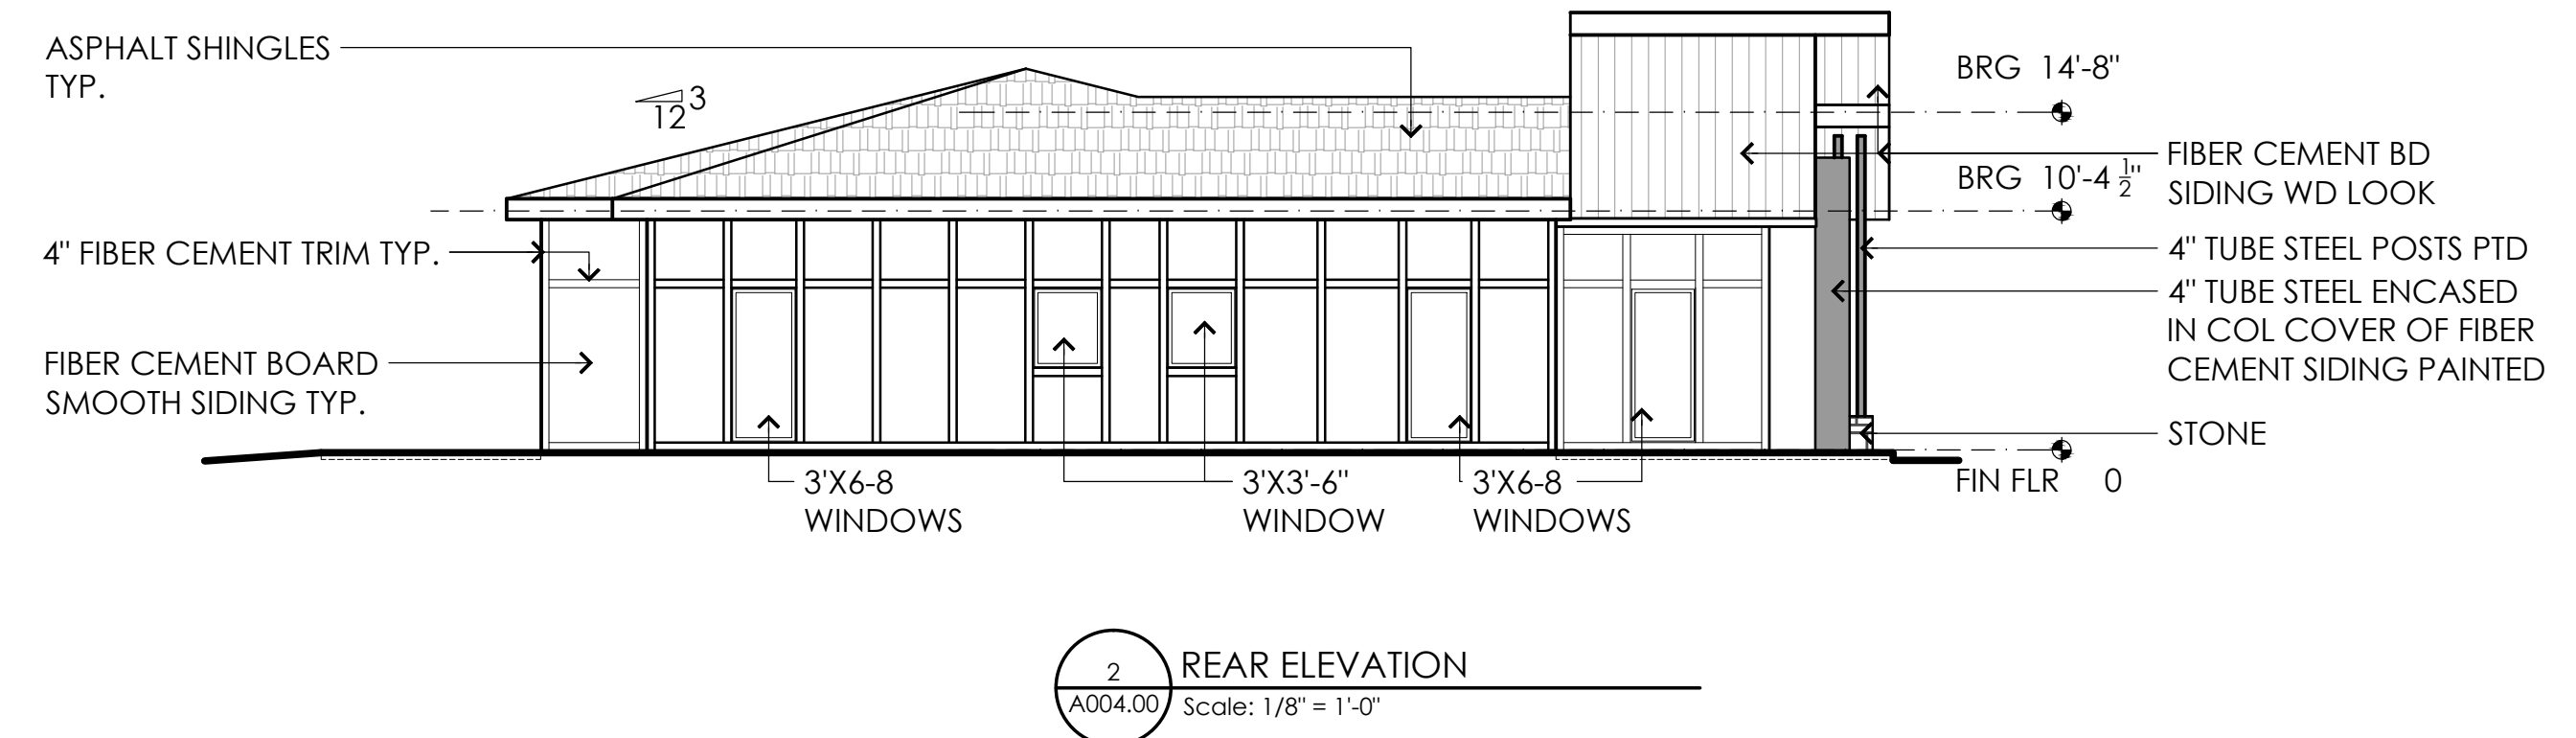 ASPHALT SHINGLES
TYP.
3
12
4" FIBER CEMENT TRIM TYP.
FIBER CEMENT BOARD
SMOOTH SIDING TYP.
BRG 14'-8"
FIBER CEMENT BD
SIDING WD LOOK
BRG 10'-4 1/2"
4" TUBE STEEL POSTS PTD
4" TUBE STEEL ENCASED
IN COL COVER OF FIBER
CEMENT SIDING PAINTED
STONE
FIN FLR 0
3'X6-8
WINDOWS
3'X3'-6"
WINDOW
3'X6-8
WINDOWS
2
A004.00
REAR ELEVATION
Scale: 1/8" = 1'-0"